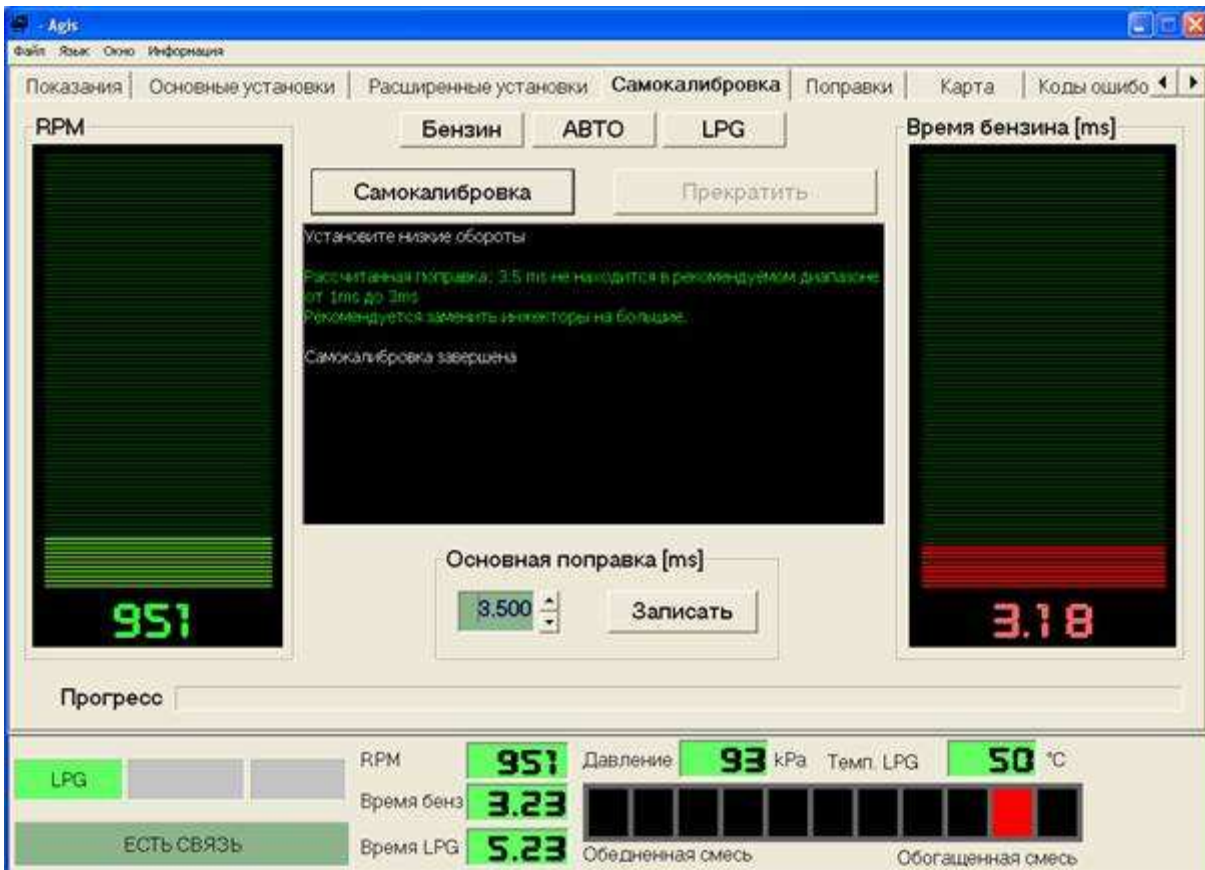 - Agis
Файл Язык Окно Информация
Показания Основные установки Расширенные установки Самокалибровка Поправки Карта Коды ошибо
RPM
Бензин АВТО LPG
Время бензина [ms]
Самокалибровка Прекратить
Установите низкие обороты
Рассчитанная поправка: 3.5 ms не находится в рекомендуемом диапазоне
от 1ms до 3ms
Рекомендуется заменить инжекторы на большие.
Самокалибровка завершена
Основная поправка [ms]
3.500 Записать
951
3.18
Прогресс
LPG
RPM 951 Давление 93 kPa Темп. LPG 50 °C
Время бенз 3.23
ЕСТЬ СВЯЗЬ
Время LPG 5.23
Обедненная смесь Обогащенная смесь